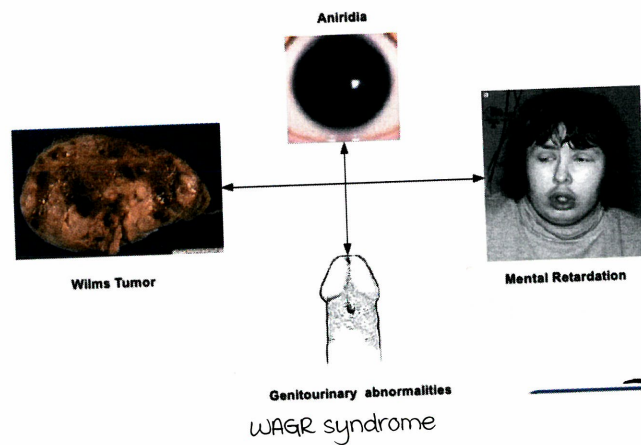 Aniridia
a
Wilms Tumor
Mental Retardation
Genitourinary abnormalities
WAGR syndrome